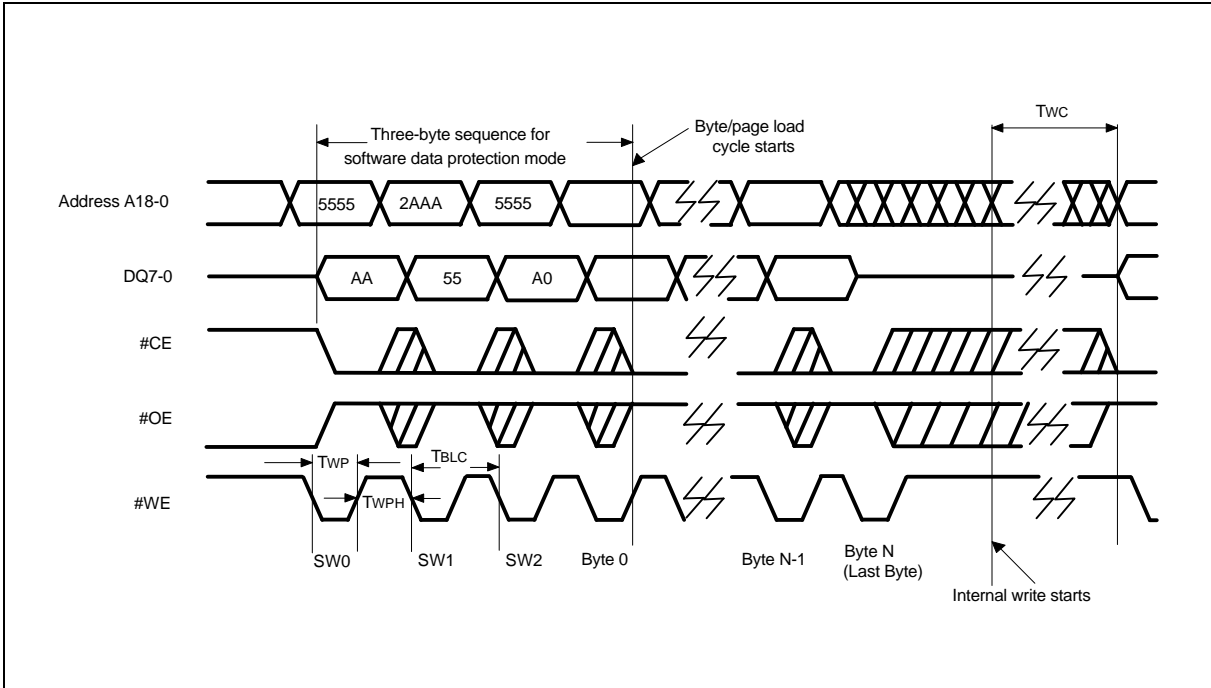 Three-byte sequence for
software data protection mode
Byte/page load
cycle starts
TWC
Address A18-0
5555
2AAA
5555
DQ7-0
AA
55
A0
#CE
#OE
TWP
TBLC
#WE
TWPH
SW0
SW1
SW2
Byte 0
Byte N-1
Byte N
(Last Byte)
Internal write starts